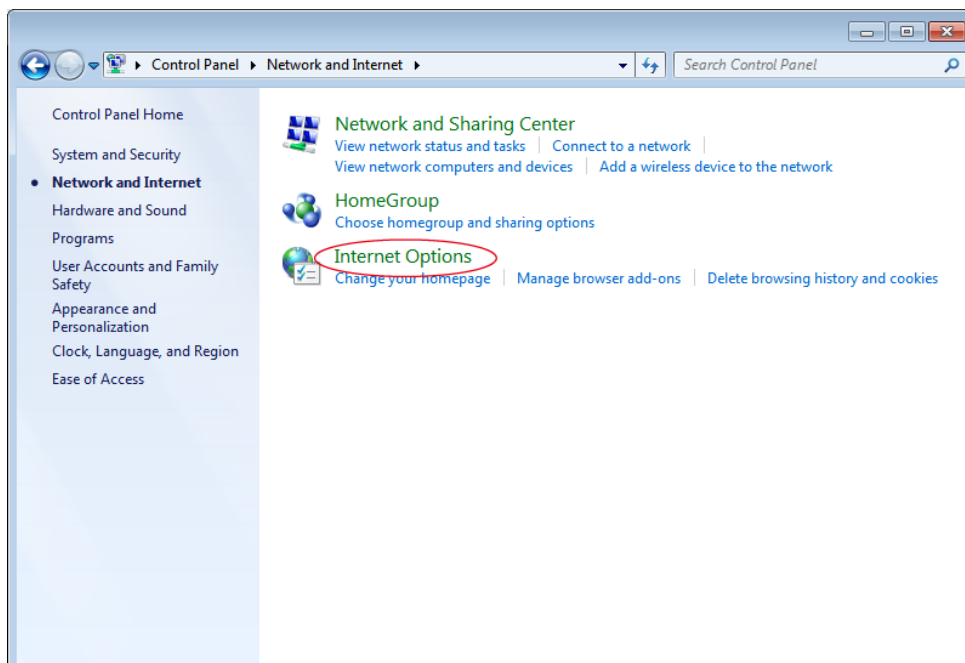 Control Panel Network and Internet Search Control Panel
Control Panel Home
System and Security
Network and Internet
Hardware and Sound
Programs
User Accounts and Family
Safety
Appearance and
Personalization
Clock, Language, and Region
Ease of Access
Network and Sharing Center
View network status and tasks Connect to a network
View network computers and devices Add a wireless device to the network
HomeGroup
Choose homegroup and sharing options
Internet Options
Change your homepage Manage browser add-ons Delete browsing history and cookies